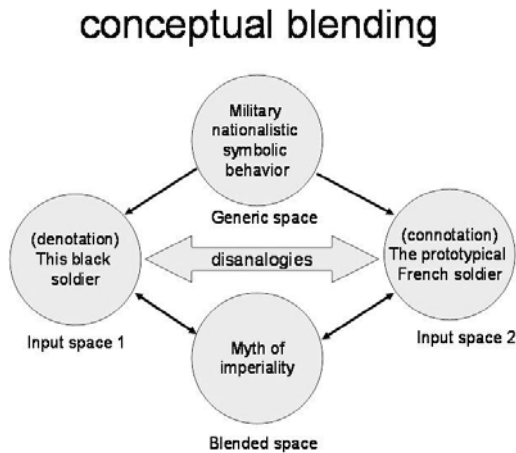 conceptual blending
Military
nationalistic
symbolic
behavior
Generic space
(denotation)
This black
soldier
Input space 1
disanalogies
(connotation)
The prototypical
French soldier
Input space 2
Myth of
imperiality
Blended space